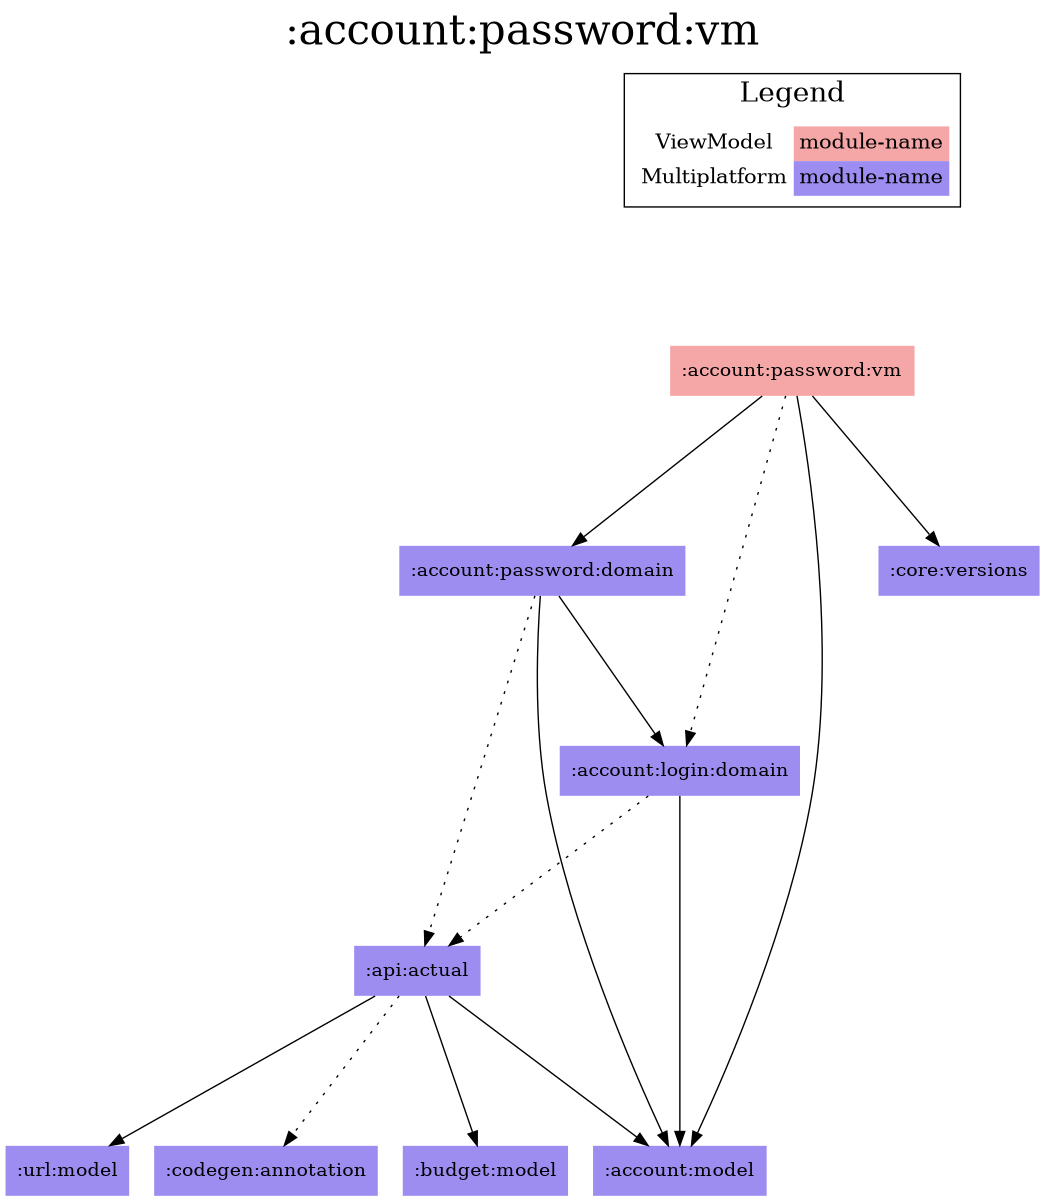 :account:password:vm
Legend
ViewModel module-name
Multiplatform module-name
:account:password:vm
:account:password:domain
:core:versions
:account:login:domain
:api:actual
:url:model
:codegen:annotation
:budget:model
:account:model